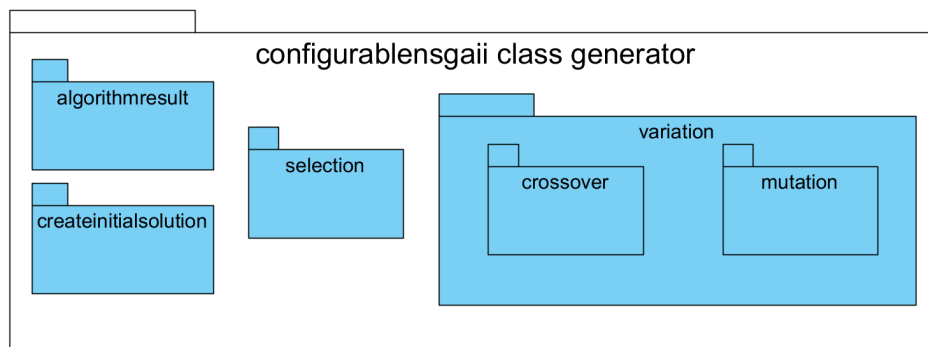 configurablensgaii class generator
algorithmresult
createinitialsolution
selection
variation
crossover
mutation